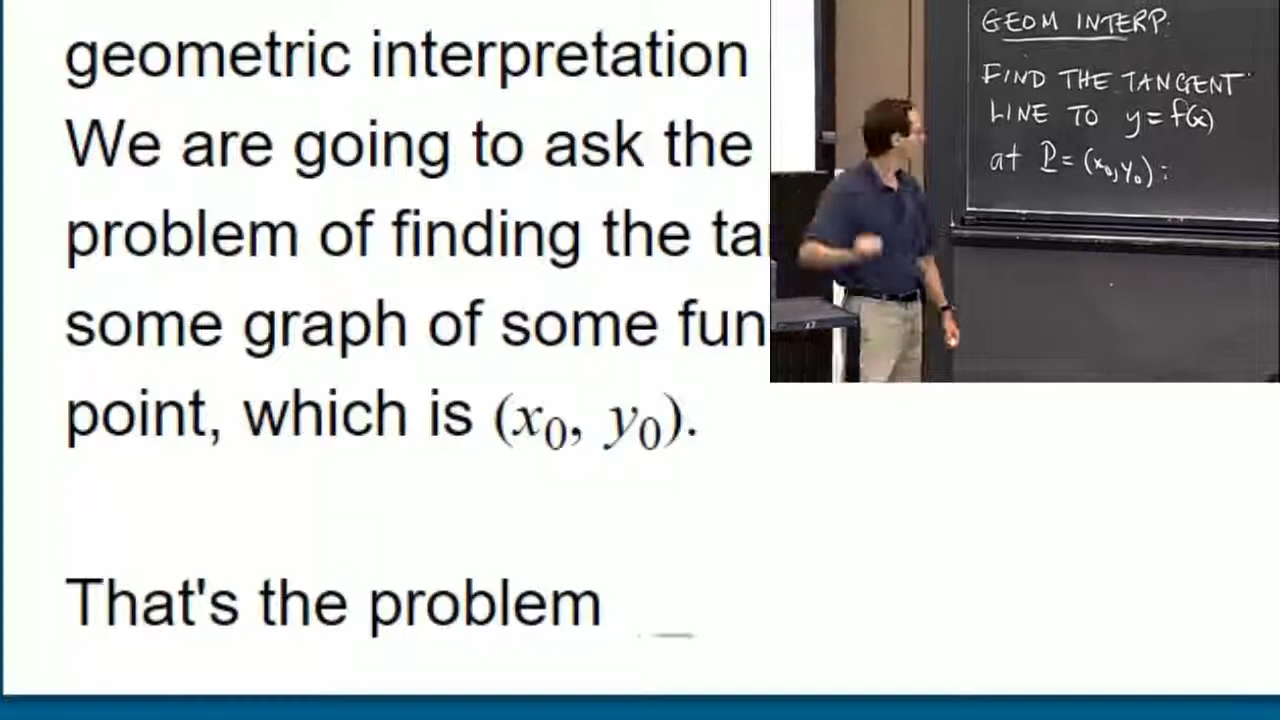 geometric interpretation
We are going to ask the
problem of finding the ta
some graph of some fun
point, which is (x₀, y₀).
That's the problem
GEOM INTERP.
FIND THE TANGENT
LINE TO y = f(x)
at P = (x₀, y₀):